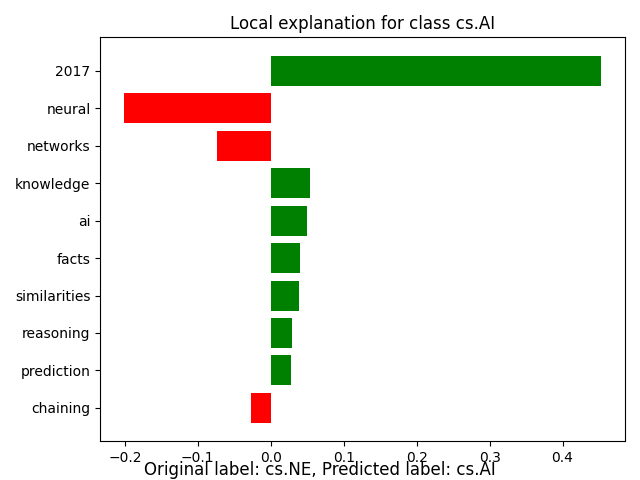 Local explanation for class cs.AI
2017
neural
networks
knowledge
ai
facts
similarities
reasoning
prediction
chaining
−0.2 −0.1 0.0 0.1 0.2 0.3 0.4
Original label: cs.NE, Predicted label: cs.AI